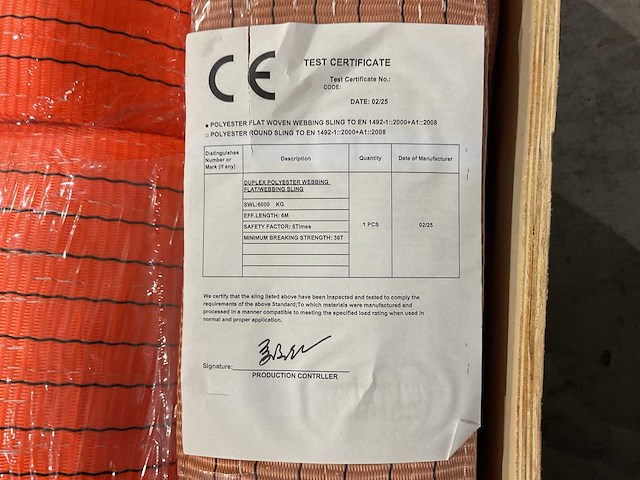 CE
TEST CERTIFICATE
Test Certificate No.:
CODE:
DATE: 02/25
■ POLYESTER FLAT WOVEN WEBBING SLING TO EN 1492-1::2000+A1::2008
□ POLYESTER ROUND SLING TO EN 1492-1::2000+A1::2008
Distinguishes Number or Mark (if any) Description Quantity Date of Manufacturer
DUPLEX POLYESTER WEBBING
FLAT/WEBBING SLING
SWL:6000 KG
EFF.LENGTH: 6M
SAFETY FACTOR: 6Times
MINIMUM BREAKING STRENGTH: 36T
1 PCS
02/25
We certify that the sling listed above have been inspected and tested to comply the
requirements of the above Standard;To which materials were manufactured and
processed in a manner compatible to meeting the specified load rating when used in
normal and proper application.
Signature:
PRODUCTION CONTRLLER